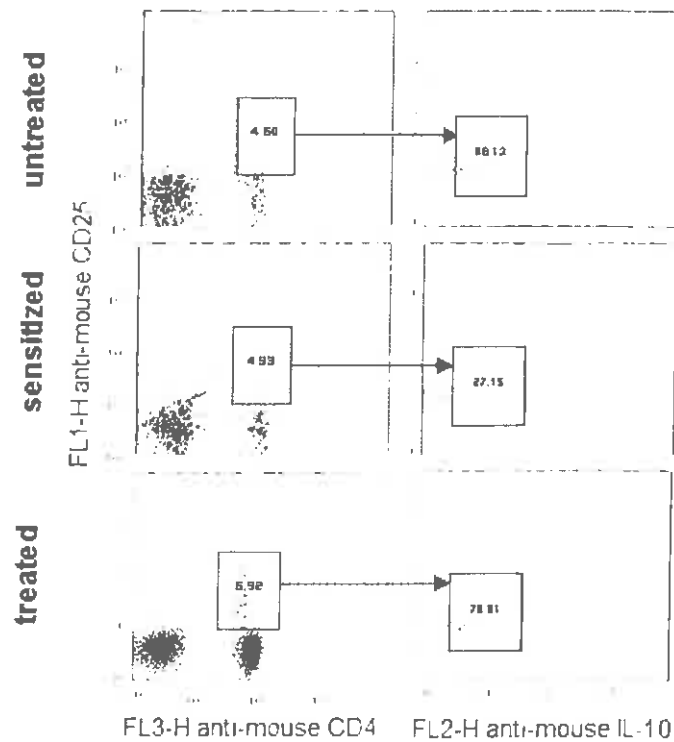 untreated
sensitized
treated
FL1-H anti-mouse CD25
4.60
4.93
27.15
6.92
FL3-H anti-mouse CD4
FL2-H anti-mouse IL-10